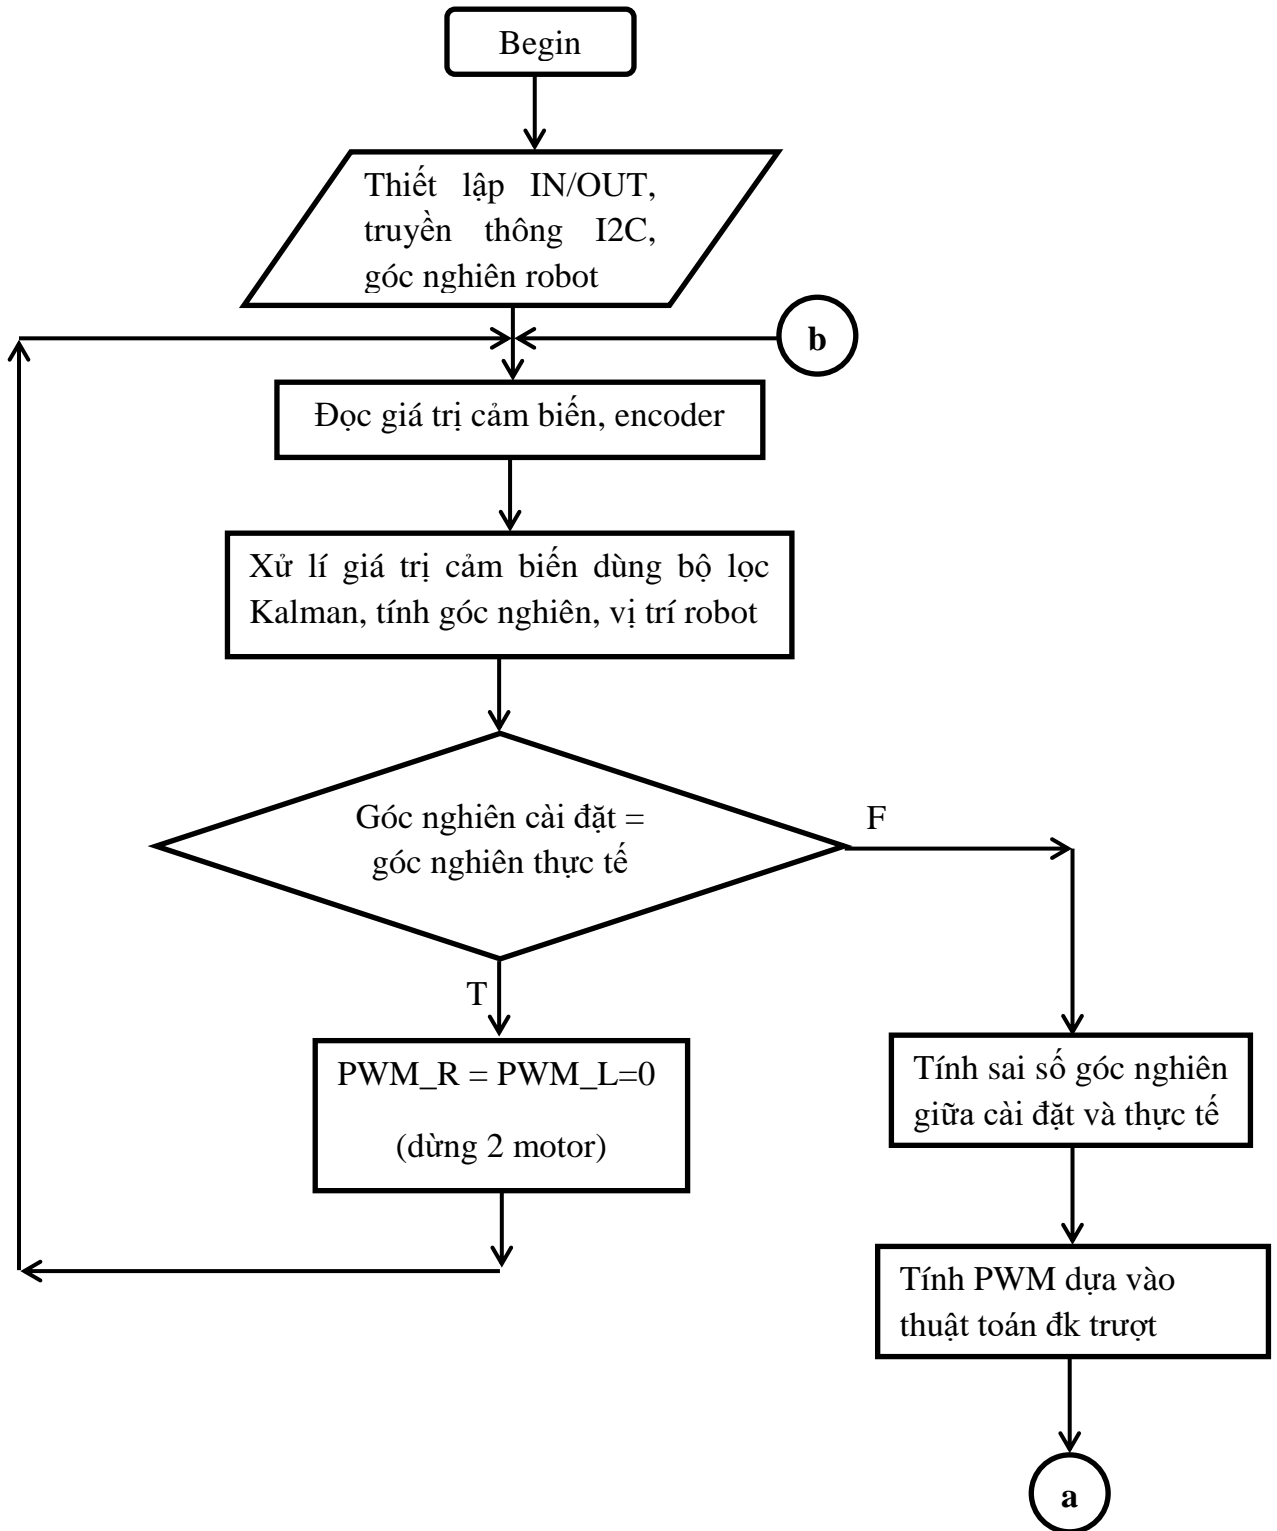 Begin
Thiết lập IN/OUT,
truyền thông I2C,
góc nghiên robot
b
Đọc giá trị cảm biến, encoder
Xử lí giá trị cảm biến dùng bộ lọc
Kalman, tính góc nghiên, vị trí robot
Góc nghiên cài đặt =
góc nghiên thực tế
F
T
PWM_R = PWM_L=0
(dừng 2 motor)
Tính sai số góc nghiên
giữa cài đặt và thực tế
Tính PWM dựa vào
thuật toán đk trượt
a